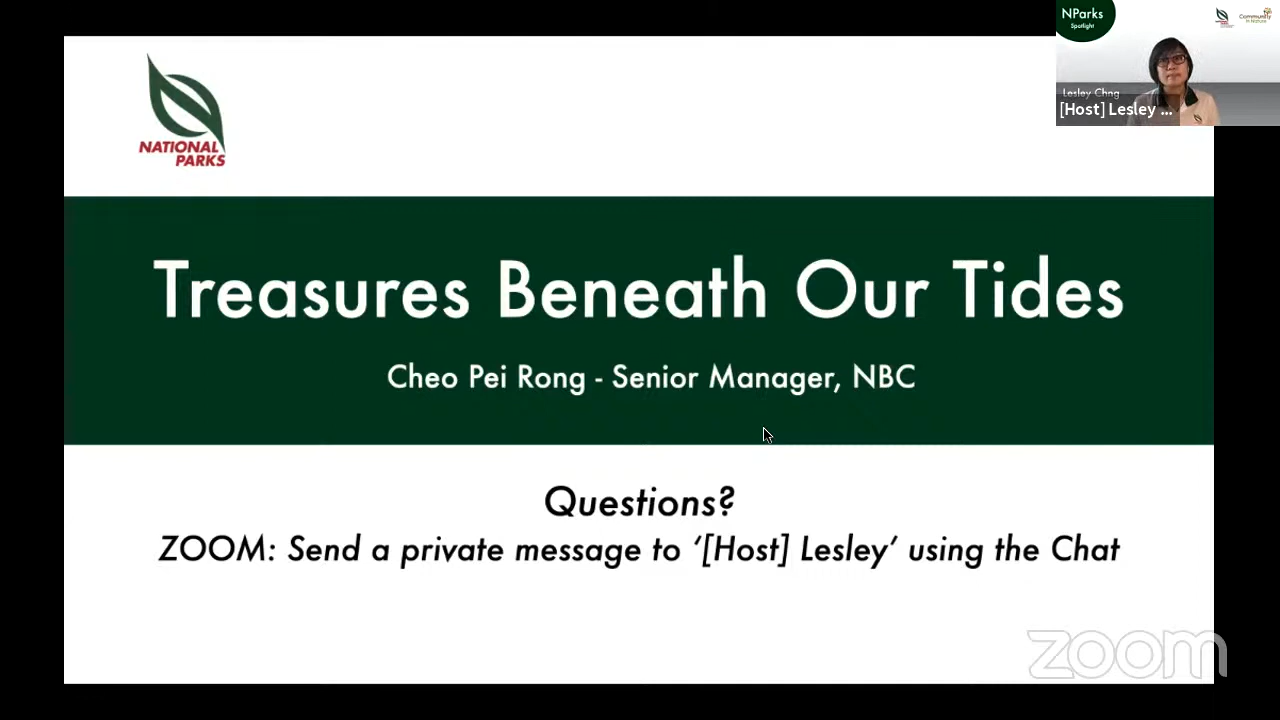 NATIONAL
PARKS
NParks
Spotlight
Community
in Nature
Lesley Chng
[Host] Lesley ...
Treasures Beneath Our Tides
Cheo Pei Rong - Senior Manager, NBC
Questions?
ZOOM: Send a private message to ‘[Host] Lesley’ using the Chat
zoom